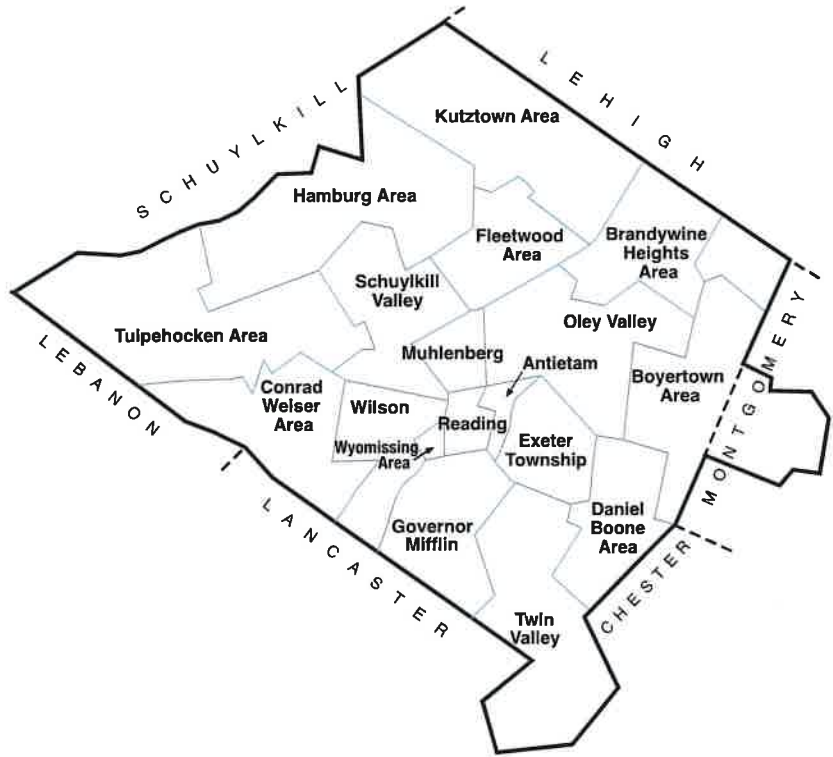 LEHIGH
SCHUYLKILL
Kutztown Area
Hamburg Area
Fleetwood
Area
Brandywine
Heights
Area
Schuylkill
Valley
MONTGOMERY
Tulpehocken Area
Oley Valley
LEBANON
Muhlenberg
Antietam
Conrad
Weiser
Area
Wilson
Boyertown
Area
Reading
Wyomissing
Area
Exeter
Township
LANCASTER
Governor
Mifflin
Daniel
Boone
Area
CHESTER
Twin
Valley